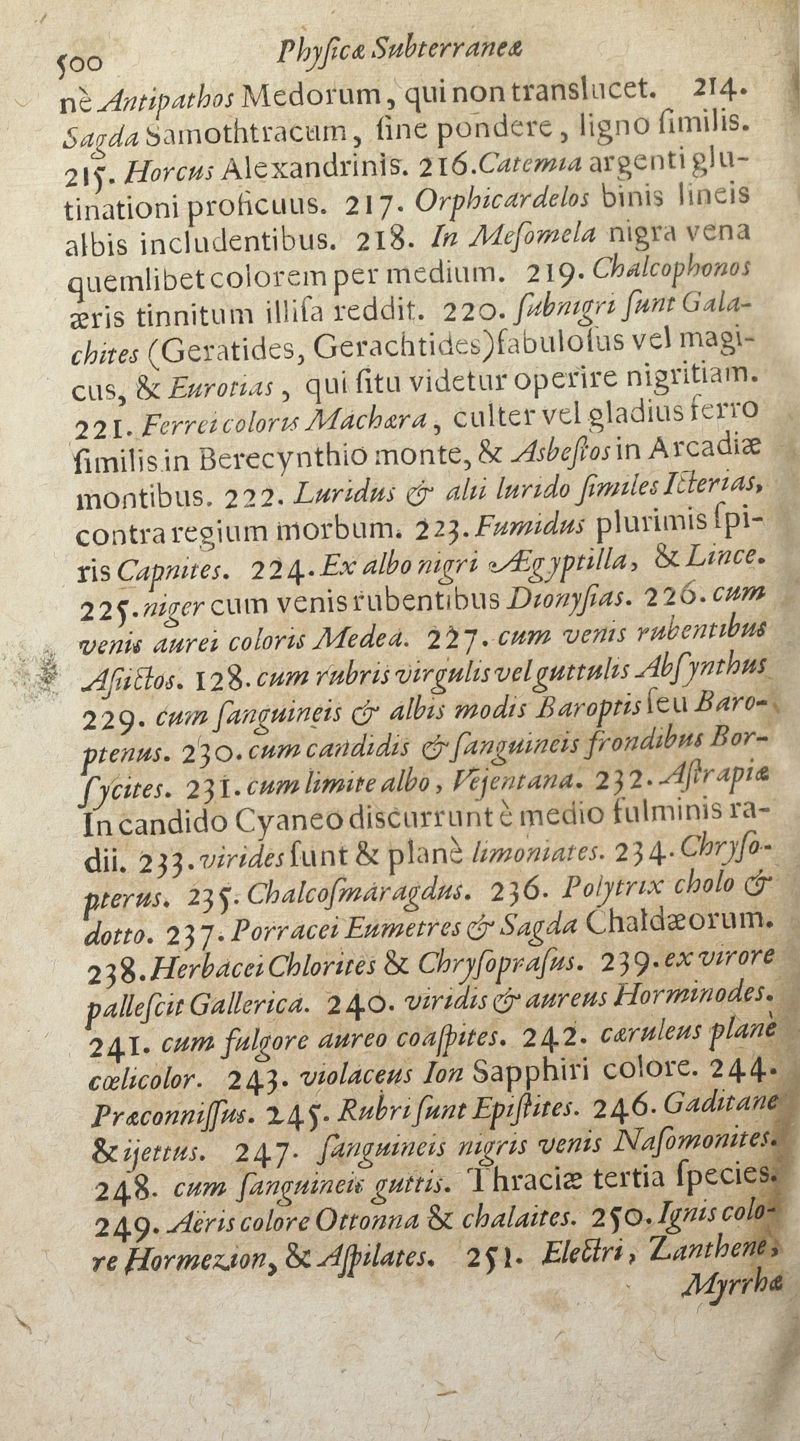 500 Phyſicæ Subterraneæ
nè Antipathos Medorum, qui non translucet. 214.
Sagda Samothtracum, ſine pondere, ligno ſimilis.
215. Horcus Alexandrinis. 216. Catemia argenti glu-
tinationi proficuus. 217. Orphicardelos binis lineis
albis includentibus. 218. In Meſomela nigra vena
quemlibet colorem per medium. 219. Chalcophonos
æris tinnitum illiſa reddit. 220. ſubnigri ſunt Gala-
chites (Geratides, Gerachtides) fabuloſus vel magi-
cus, & Eurotias, qui ſitu videtur operire nigritiam.
221. Ferrei coloris Machæra, culter vel gladius ferro
ſimilis in Berecynthio monte, & Asbeſtos in Arcadiæ
montibus. 222. Luridus & alii lurido ſimiles Icterias,
contra regium morbum. 223. Fumidus plurimis ſpi-
ris Capnites. 224. Ex albo nigri Ægyptilla, & Lince.
225. niger cum venis rubentibus Dionyſias. 226. cum
venis aurei coloris Medea. 227. cum venis rubentibus
Aſuctos. 128. cum rubris virgulis vel guttulis Abſynthus
229. cum ſanguineis & albis modis Baroptis ſeu Baro-
ptenus. 230. cum candidis & ſanguineis frondibus Bor-
ſycites. 231. cum limite albo, Vejentana. 232. Aſtrapiæ
In candido Cyaneo discurrunt è medio fulminis ra-
dii. 233. virides ſunt & planè limoniates. 234. Chryſo-
pterus. 235. Chalcoſmaragdus. 236. Polytrix cholo &
dotto. 237. Porracei Eumetres & Sagda Chaldæorum.
238. Herbacei Chlorites & Chryſopraſus. 239. ex virore
palleſcit Gallerica. 240. viridis & aureus Horminodes.
241. cum fulgore aureo coaſpites. 242. cæruleus planè
cœlicolor. 243. violaceus Ion Sapphiri colore. 244.
Præconniſſus. 245. Rubri ſunt Epiſtites. 246. Gaditane
& ijettus. 247. ſanguineis nigris venis Naſomonites.
248. cum ſanguineis guttis. Thraciæ tertia ſpecies.
249. Aëris colore Ottonna & chalaites. 250. Ignis colo-
re Hormezion, & Aſpilates. 251. Electri, Zanthene,
Myrrhæ